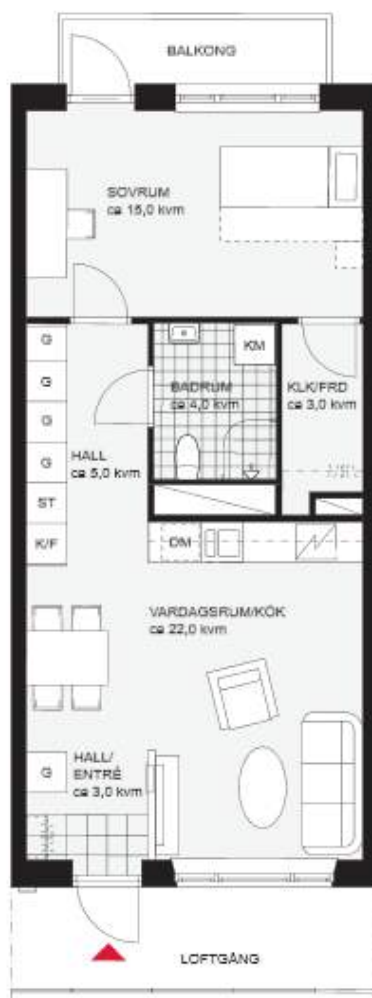 BALKONG
SOVRUM
ca 15,0 kvm
G
G
G
G
ST
K/F
HALL
ca 5,0 kvm
BADRUM
ca 4,0 kvm
KM
KLK/FRD
ca 3,0 kvm
DM
VARDAGSRUM/KÖK
ca 22,0 kvm
G
HALL/
ENTRÉ
ca 3,0 kvm
LOFTGÅNG